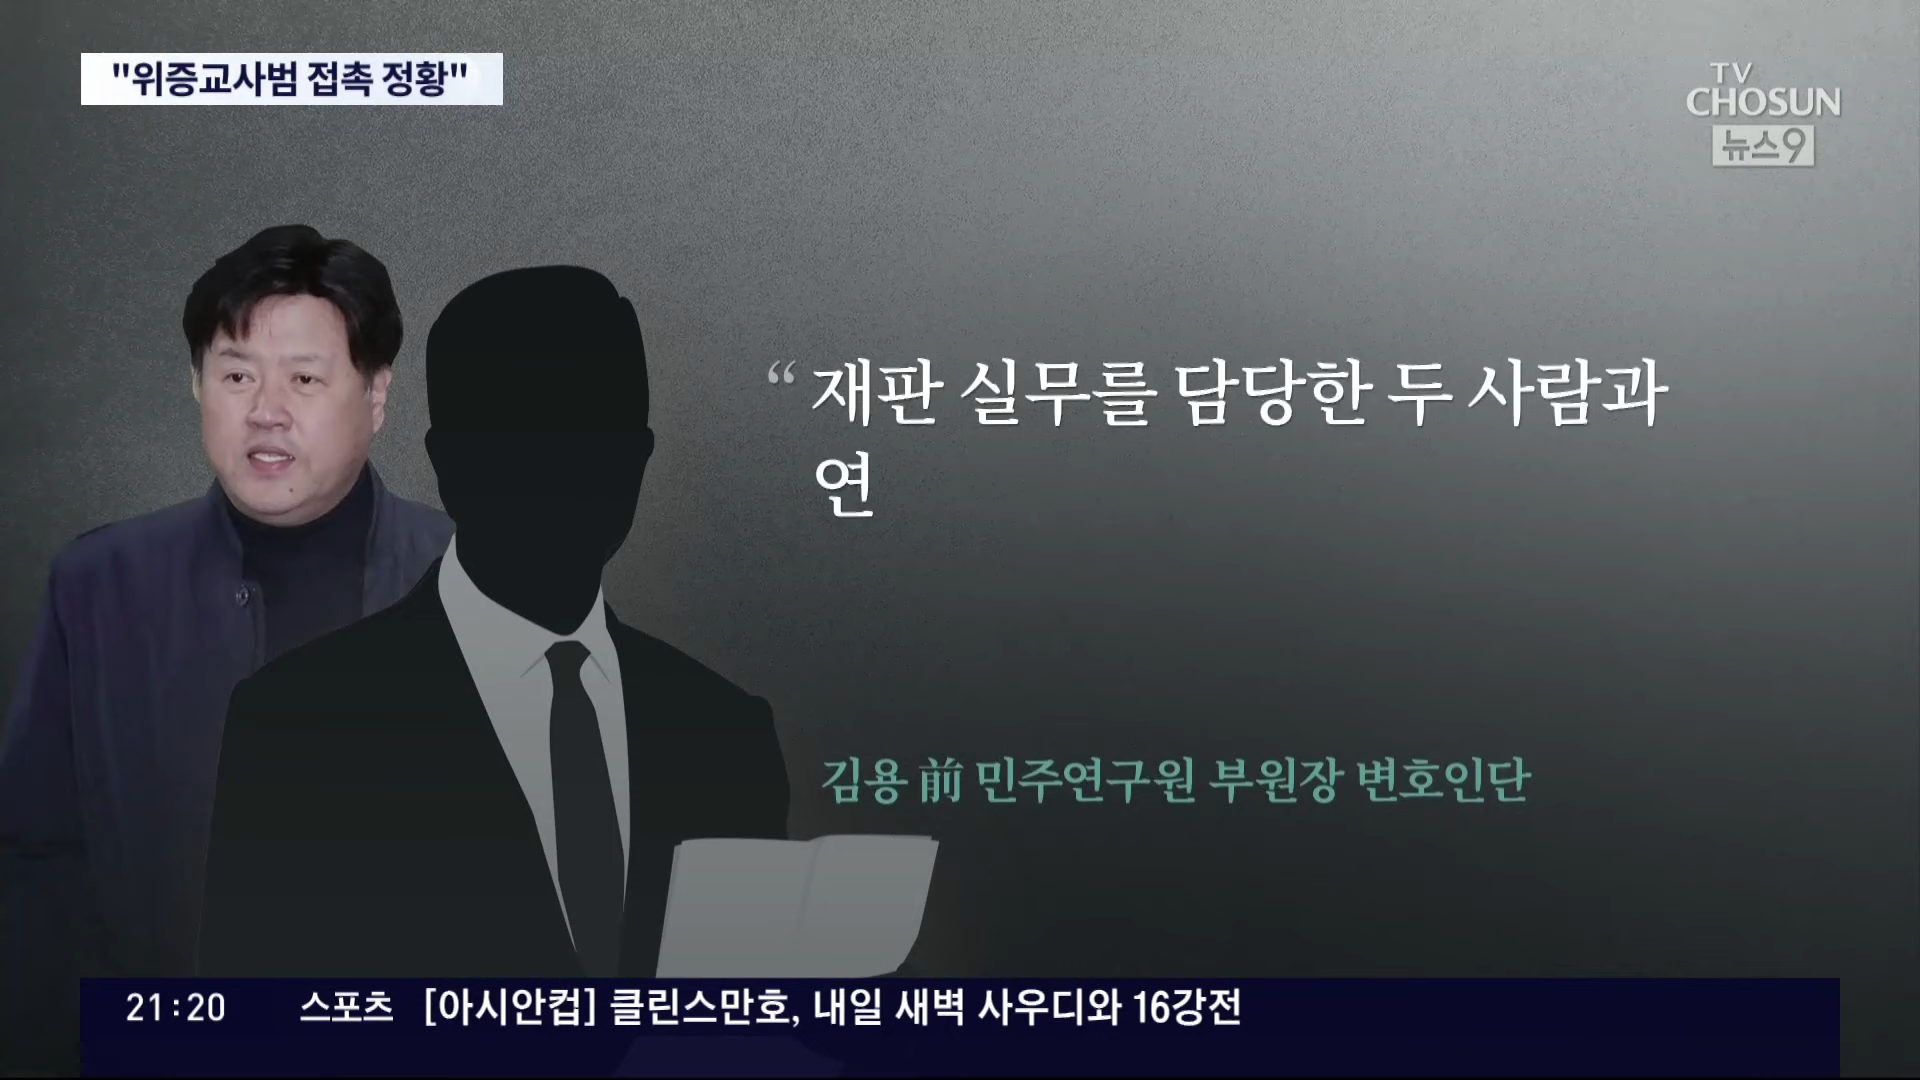 "위증교사범 접촉 정황"
TV
CHOSUN
뉴스9
“ 재판 실무를 담당한 두 사람과
연
김용 前 민주연구원 부원장 변호인단
21:20 스포츠 [아시안컵] 클린스만호, 내일 새벽 사우디와 16강전